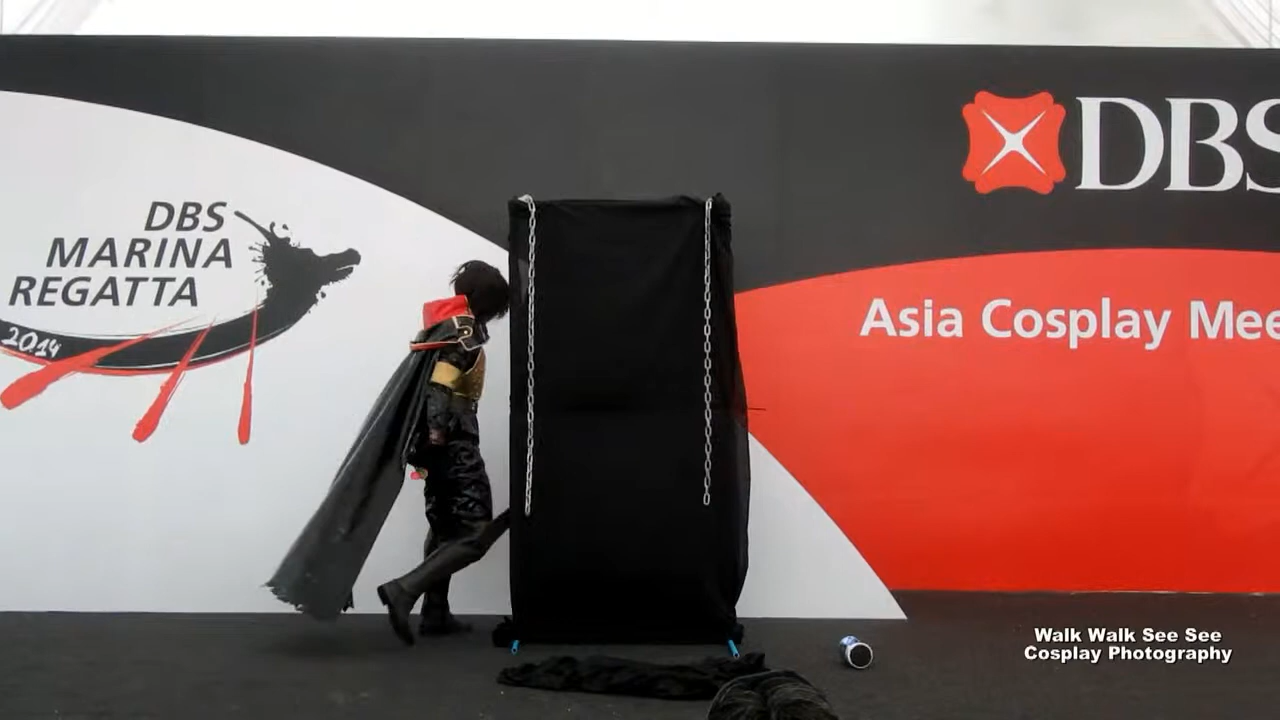 DBS
MARINA
REGATTA
2014
DBS
Asia Cosplay Mee
Walk Walk See See
Cosplay Photography